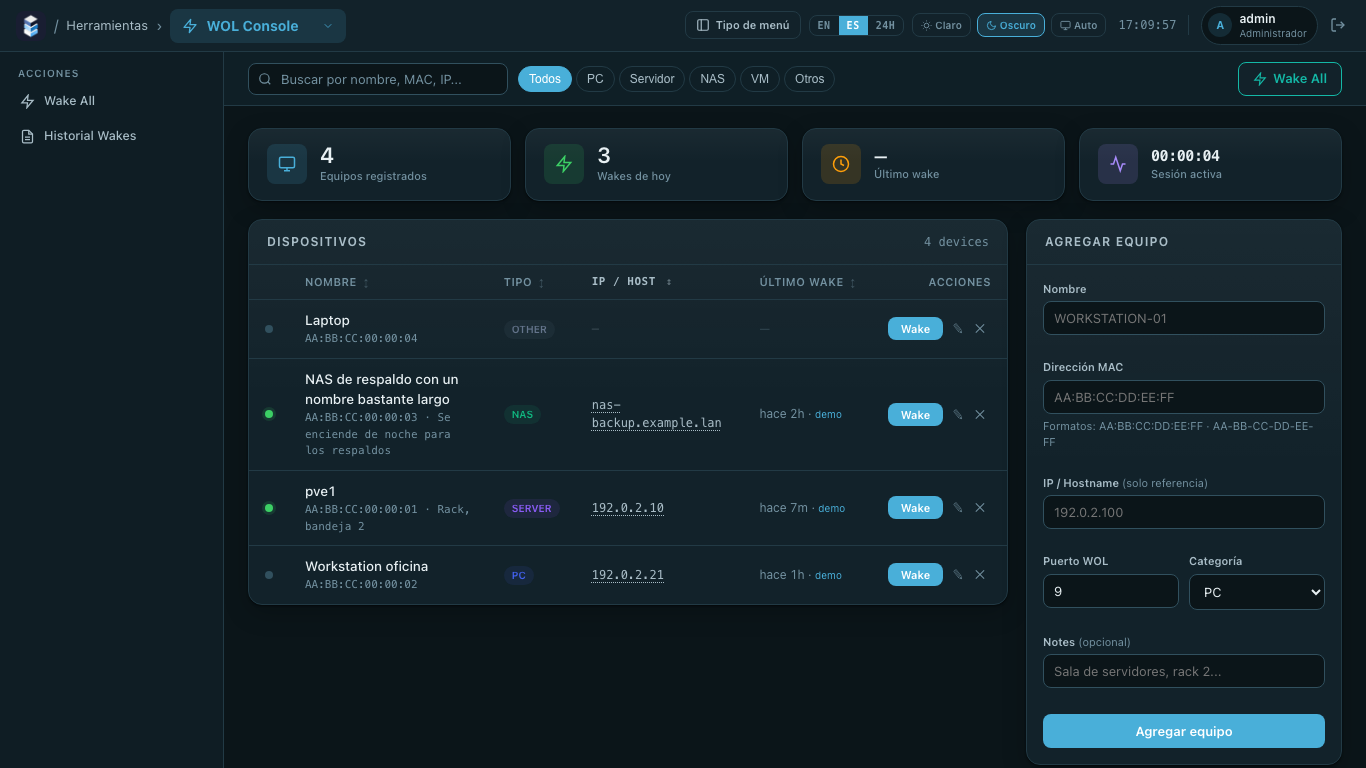 / Herramientas › WOL Console
Tipo de menú
EN ES 24H
Claro
Oscuro
Auto
17:09:57
A
admin
Administrador
ACCIONES
Wake All
Historial Wakes
Buscar por nombre, MAC, IP...
Todos PC Servidor NAS VM Otros
Wake All
4
Equipos registrados
3
Wakes de hoy
—
Último wake
00:00:04
Sesión activa
DISPOSITIVOS
4 devices
NOMBRE ↕ TIPO ↕ IP / HOST ↕ ÚLTIMO WAKE ↕ ACCIONES
Laptop
AA:BB:CC:00:00:04
OTHER
—
—
Wake
NAS de respaldo con un
nombre bastante largo
AA:BB:CC:00:00:03 · Se
enciende de noche para
los respaldos
NAS
nas-
backup.example.lan
hace 2h · demo
Wake
pve1
AA:BB:CC:00:00:01 · Rack,
bandeja 2
SERVER
192.0.2.10
hace 7m · demo
Wake
Workstation oficina
AA:BB:CC:00:00:02
PC
192.0.2.21
hace 1h · demo
Wake
AGREGAR EQUIPO
Nombre
WORKSTATION-01
Dirección MAC
AA:BB:CC:DD:EE:FF
Formatos: AA:BB:CC:DD:EE:FF · AA-BB-CC-DD-EE-
FF
IP / Hostname (solo referencia)
192.0.2.100
Puerto WOL
9
Categoría
PC
Notes (opcional)
Sala de servidores, rack 2...
Agregar equipo